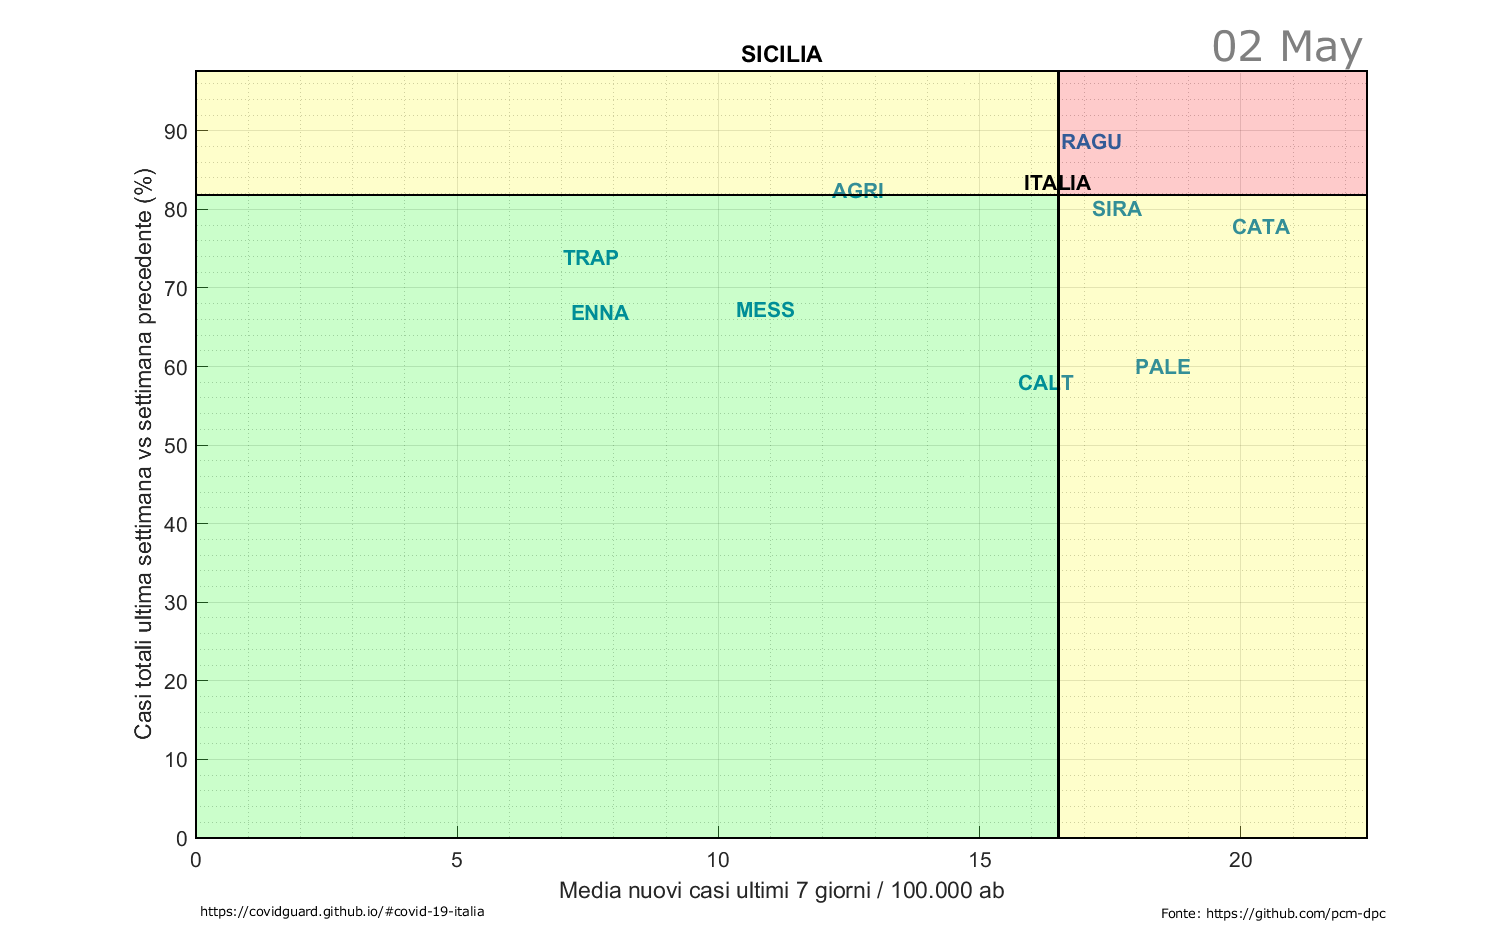 SICILIA
02 May
Casi totali ultima settimana vs settimana precedente (%)
90
80
70
60
50
40
30
20
10
0
RAGU
ITALIA
AGRI
SIRA
CATA
TRAP
ENNA
MESS
PALE
CALT
0 5 10 15 20
Media nuovi casi ultimi 7 giorni / 100.000 ab
https://covidguard.github.io/#covid-19-italia
Fonte: https://github.com/pcm-dpc